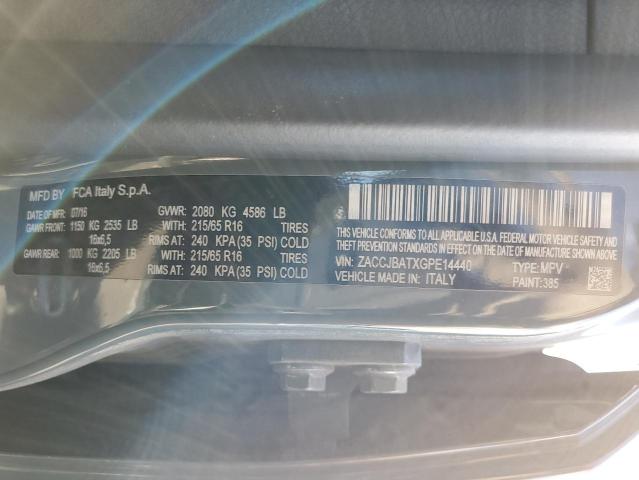 MFD BY FCA Italy S.p.A.
DATE OF MFR: 07/16 GVWR: 2080 KG 4586 LB
GAWR FRONT: 1150 KG 2535 LB WITH: 215/65 R16 TIRES
16x6,5 RIMS AT: 240 KPA (35 PSI) COLD
GAWR REAR: 1000 KG 2205 LB WITH: 215/65 R16 TIRES
16x6,5 RIMS AT: 240 KPA (35 PSI) COLD
THIS VEHICLE CONFORMS TO ALL APPLICABLE U.S.A. FEDERAL MOTOR VEHICLE SAFETY
AND THEFT PREVENTION STANDARDS IN EFFECT ON THE DATE OF MANUFACTURE SHOWN ABOVE
VIN: ZACCJBATXGPE14440 TYPE: MPV
VEHICLE MADE IN: ITALY PAINT: 385